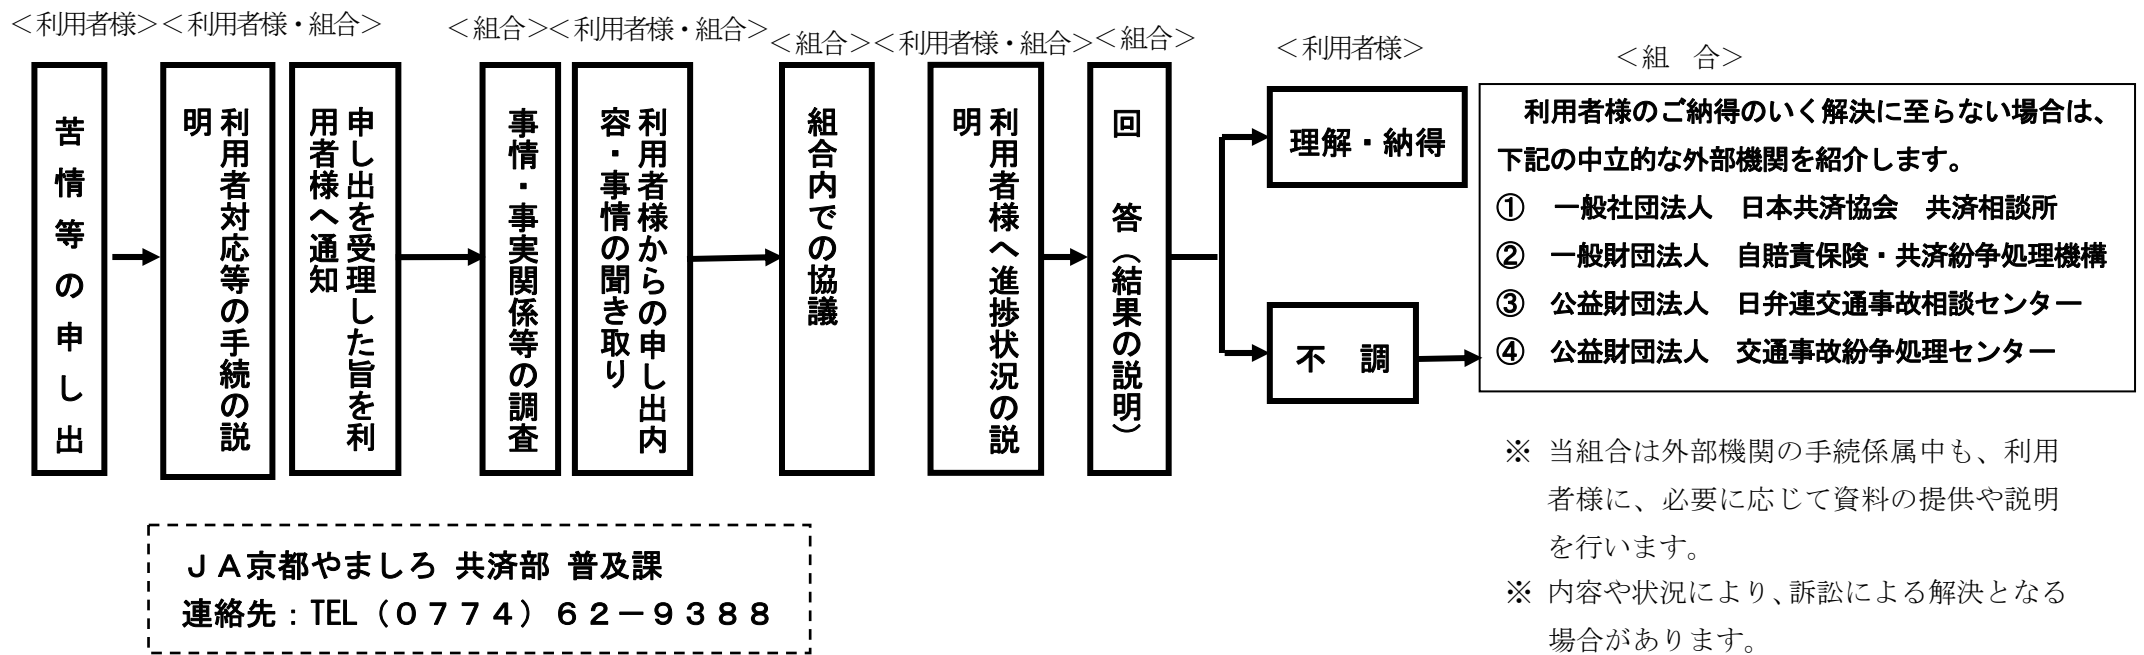 ＜利用者様＞
＜利用者様・組合＞
＜組合＞
＜利用者様・組合＞
＜組合＞
＜利用者様・組合＞
＜組合＞
＜利用者様＞
＜組　合＞
苦情等の申し出
利用者対応等の手続の説
明
申し出を受理した旨を利
用者様へ通知
事情・事実関係等の調査
利用者様からの申し出内
容・事情の聞き取り
組合内での協議
利用者様へ進捗状況の説
明
回　　答（結果の説明）
理解・納得
不　調
利用者様のご納得のいく解決に至らない場合は、
下記の中立的な外部機関を紹介します。
①　一般社団法人　日本共済協会　共済相談所
②　一般財団法人　自賠責保険・共済紛争処理機構
③　公益財団法人　日弁連交通事故相談センター
④　公益財団法人　交通事故紛争処理センター
※ 当組合は外部機関の手続係属中も、利用
者様に、必要に応じて資料の提供や説明
を行います。
※ 内容や状況により、訴訟による解決となる
場合があります。
ＪＡ京都やましろ 共済部 普及課
連絡先：TEL（０７７４）６２－９３８８